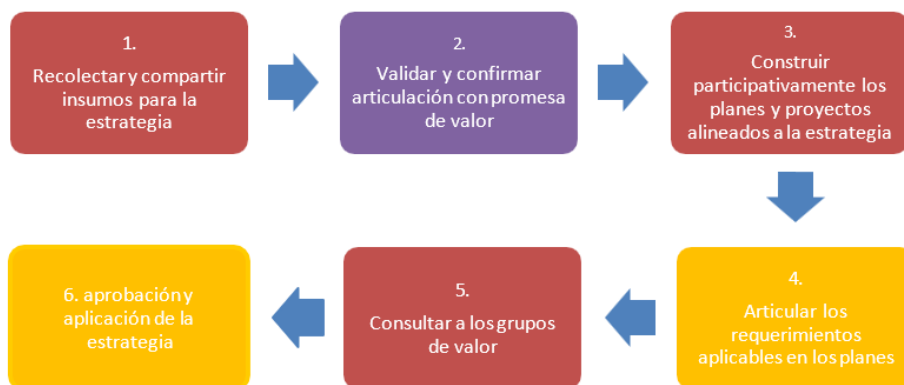 1.
Recolectar y compartir
insumos para la
estrategia
2.
Validar y confirmar
articulación con promesa
de valor
3.
Construir
participativamente los
planes y proyectos
alineados a la estrategia
4.
Articular los
requerimientos
aplicables en los planes
5.
Consultar a los grupos
de valor
6. aprobación y
aplicación de la
estrategia